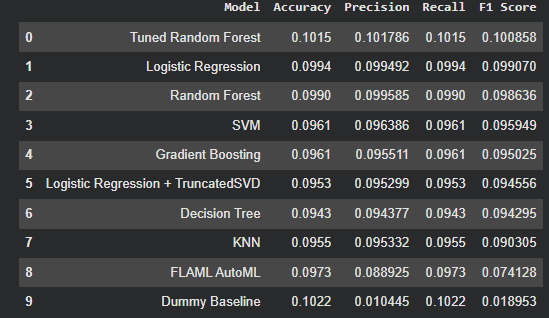 Model Accuracy Precision Recall F1 Score
0 Tuned Random Forest 0.1015 0.101786 0.1015 0.100858
1 Logistic Regression 0.0994 0.099492 0.0994 0.099070
2 Random Forest 0.0990 0.099585 0.0990 0.098636
3 SVM 0.0961 0.096386 0.0961 0.095949
4 Gradient Boosting 0.0961 0.095511 0.0961 0.095025
5 Logistic Regression + TruncatedSVD 0.0953 0.095299 0.0953 0.094556
6 Decision Tree 0.0943 0.094377 0.0943 0.094295
7 KNN 0.0955 0.095332 0.0955 0.090305
8 FLAML AutoML 0.0973 0.088925 0.0973 0.074128
9 Dummy Baseline 0.1022 0.010445 0.1022 0.018953